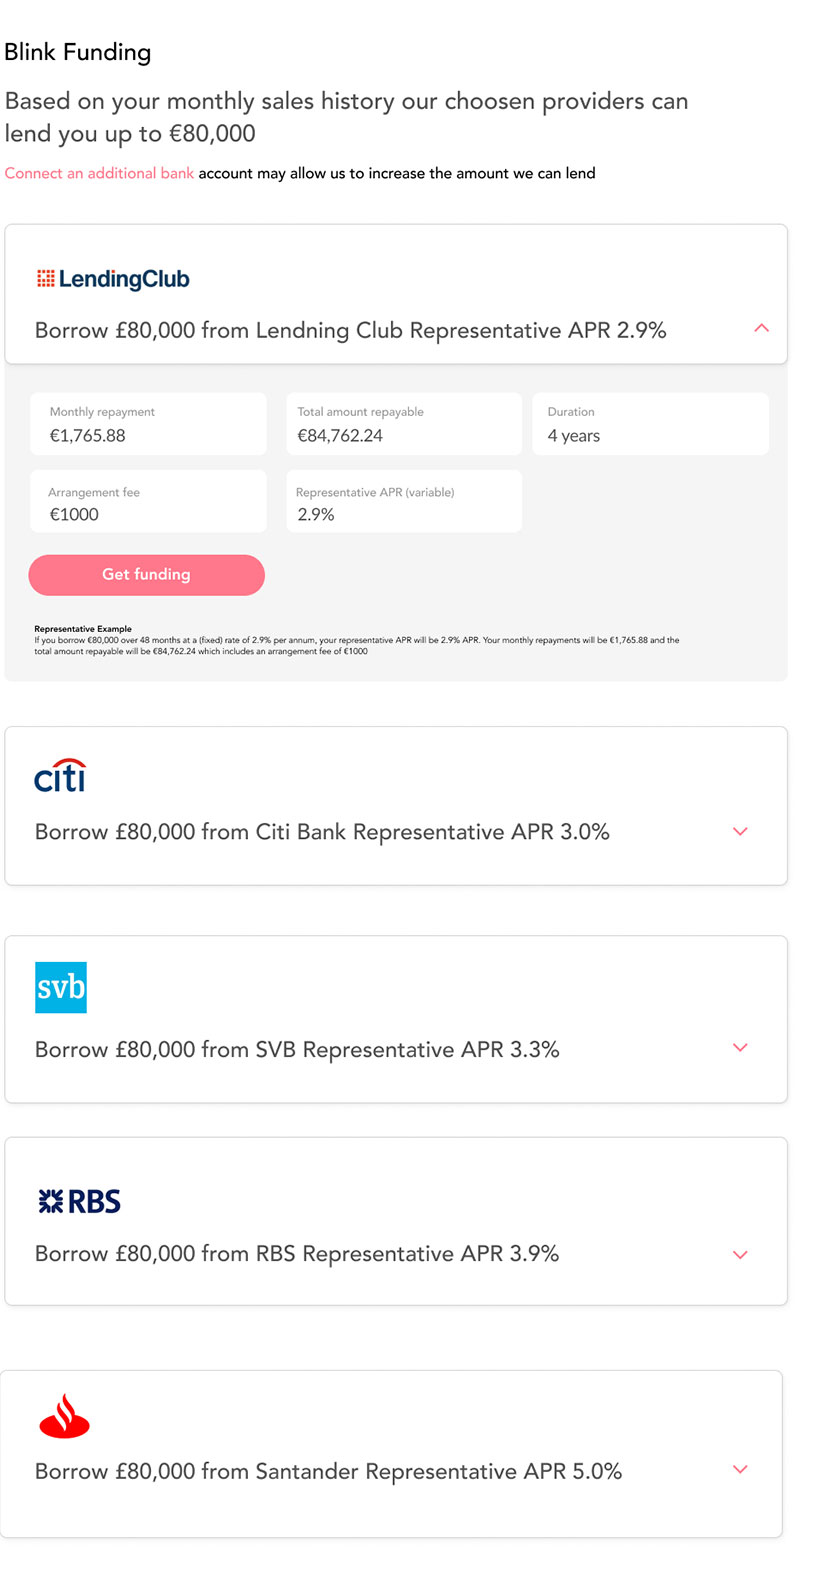 Blink Funding
Based on your monthly sales history our choosen providers can
lend you up to €80,000
Connect an additional bank account may allow us to increase the amount we can lend
LendingClub
Borrow £80,000 from Lendning Club Representative APR 2.9%
Monthly repayment
€1,765.88
Total amount repayable
€84,762.24
Duration
4 years
Arrangement fee
€1000
Representative APR (variable)
2.9%
Get funding
Representative Example
If you borrow €80,000 over 48 months at a (fixed) rate of 2.9% per annum, your representative APR will be 2.9% APR. Your monthly repayments will be €1,765.88 and the
total amount repayable will be €84,762.24 which includes an arrangement fee of €1000
citi
Borrow £80,000 from Citi Bank Representative APR 3.0%
svb
Borrow £80,000 from SVB Representative APR 3.3%
RBS
Borrow £80,000 from RBS Representative APR 3.9%
Borrow £80,000 from Santander Representative APR 5.0%